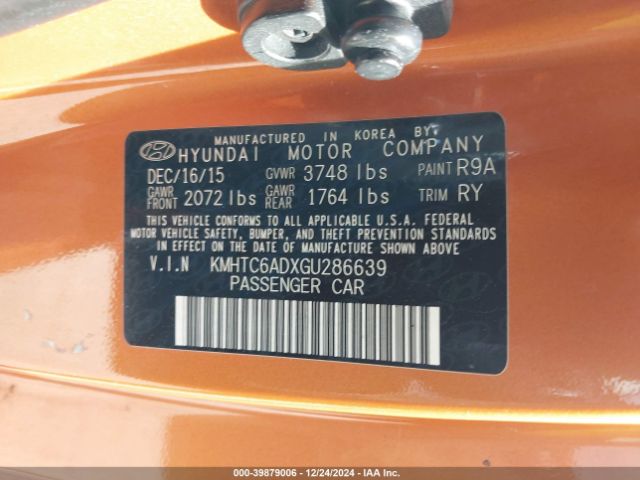 MANUFACTURED IN KOREA BY
HYUNDAI MOTOR COMPANY
DEC/16/15 GVWR 3748 lbs PAINT R9A
GAWR FRONT 2072 lbs GAWR REAR 1764 lbs TRIM RY
THIS VEHICLE CONFORMS TO ALL APPLICABLE U.S.A. FEDERAL
MOTOR VEHICLE SAFETY, BUMPER, AND THEFT PREVENTION STANDARDS
IN EFFECT ON THE DATE OF MANUFACTURE SHOWN ABOVE
V.I.N KMHTC6ADXGU286639
PASSENGER CAR
000-39879006 - 12/24/2024 - IAA Inc.